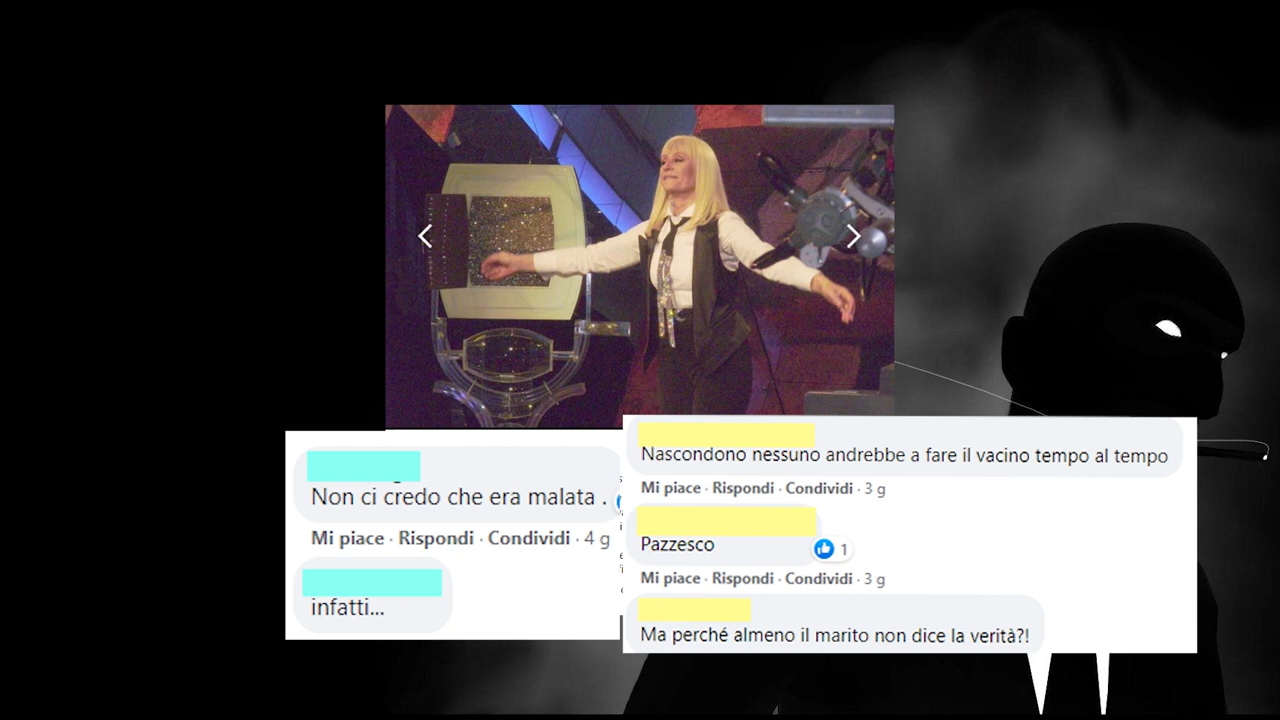 Non ci credo che era malata .
Mi piace · Rispondi · Condividi · 4 g
infatti...
Nascondono nessuno andrebbe a fare il vacino tempo al tempo
Mi piace · Rispondi · Condividi · 3 g
Pazzesco
1
Mi piace · Rispondi · Condividi · 3 g
Ma perché almeno il marito non dice la verità?!